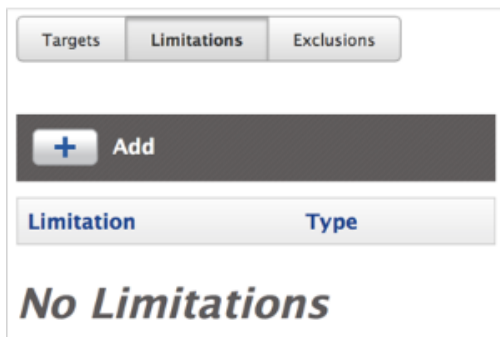 Targets Limitations Exclusions
+ Add
Limitation Type
No Limitations